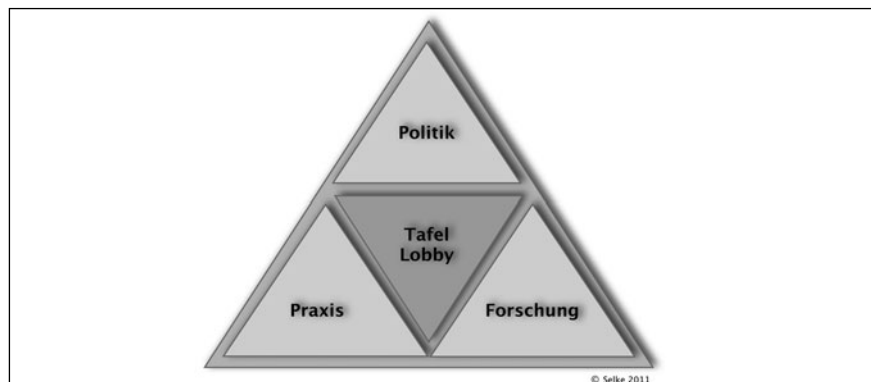 Politik
Tafel
Lobby
Praxis
Forschung
© Selke 2011